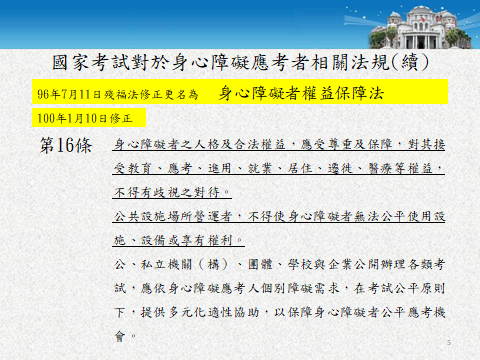 國家考試對於身心障礙應考者相關法規(續)
96年7月11日殘福法修正更名為 身心障礙者權益保障法
100年1月10日修正
第16條 身心障礙者之人格及合法權益，應受尊重及保障，對其接
受教育、應考、進用、就業、居住、遷徙、醫療等權益，
不得有歧視之對待。
公共設施場所營運者，不得使身心障礙者無法公平使用設
施、設備或享有權利。
公、私立機關（構）、團體、學校與企業公開辦理各類考
試，應依身心障礙應考人個別障礙需求，在考試公平原則
下，提供多元化適性協助，以保障身心障礙者公平應考機
會。
5